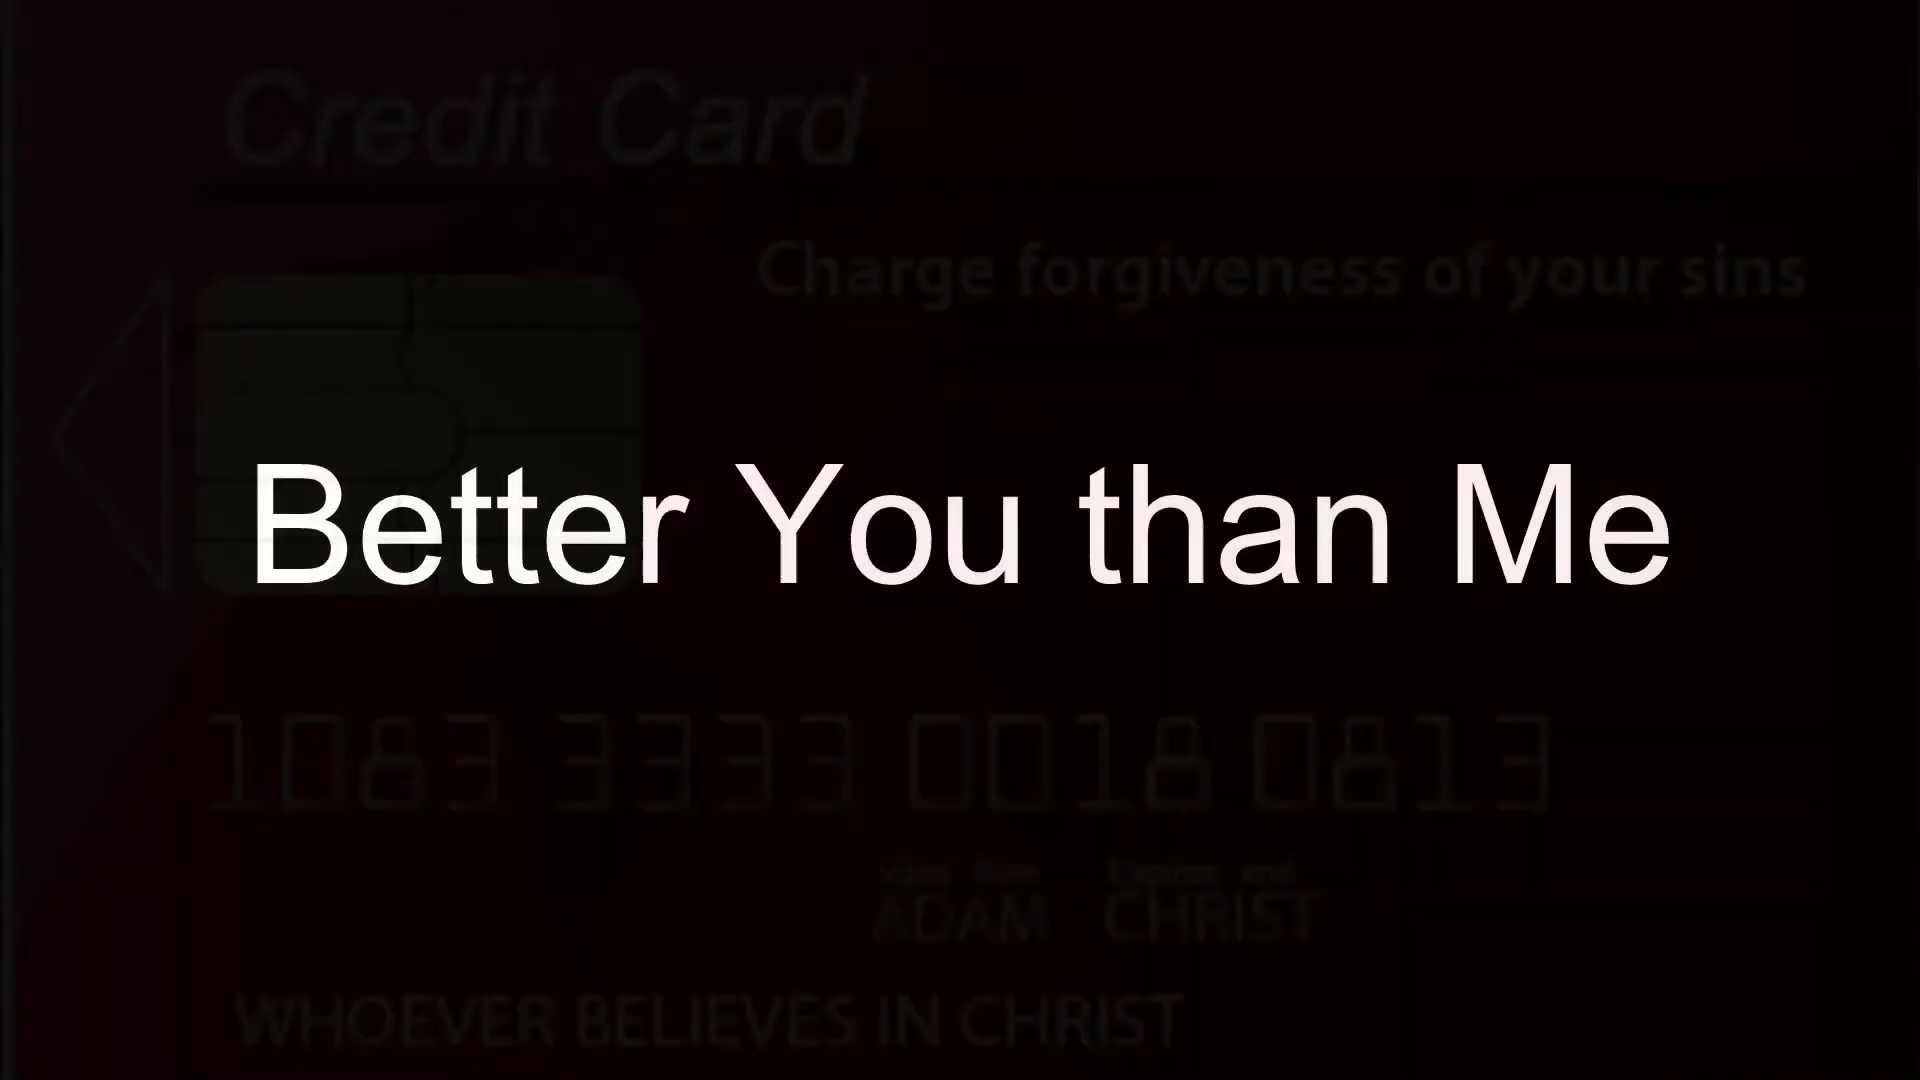 Credit Card
Charge forgiveness of your sins
Better You than Me
1083 3333 0018 0813
ADAM CHRIST
WHOEVER BELIEVES IN CHRIST